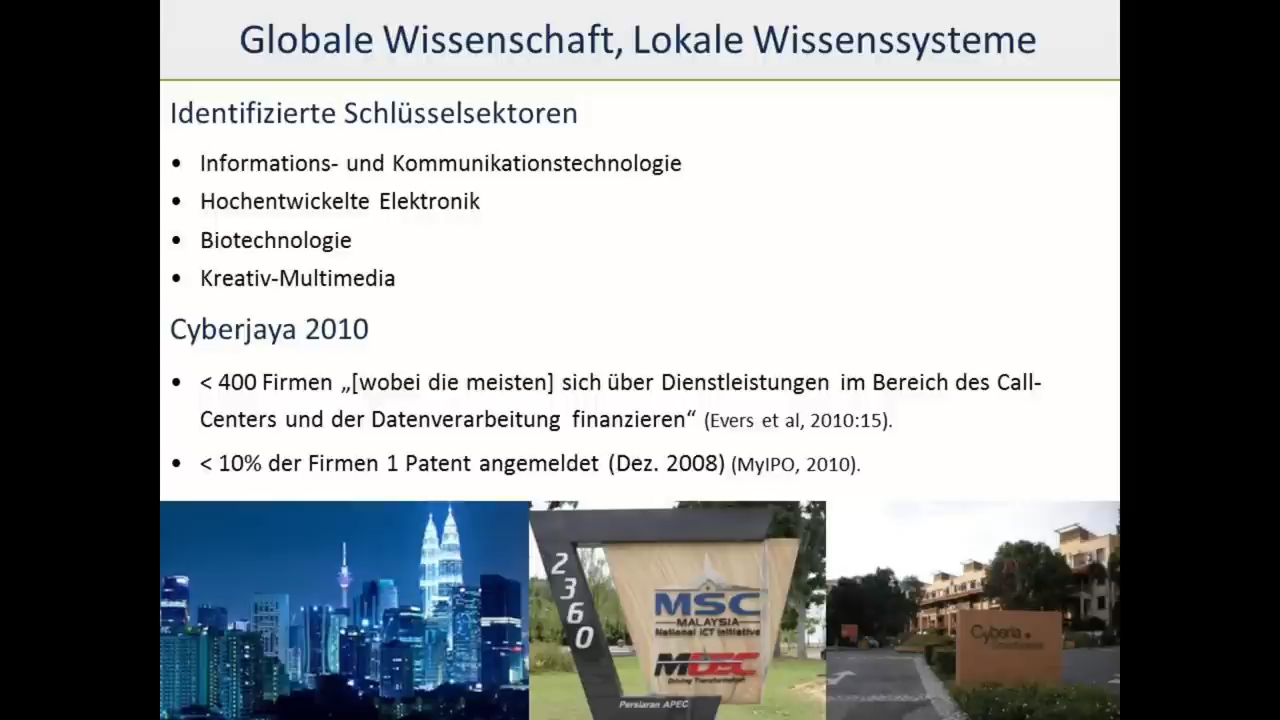 Globale Wissenschaft, Lokale Wissenssysteme
Identifizierte Schlüsselsektoren
• Informations- und Kommunikationstechnologie
• Hochentwickelte Elektronik
• Biotechnologie
• Kreativ-Multimedia
Cyberjaya 2010
• < 400 Firmen „[wobei die meisten] sich über Dienstleistungen im Bereich des Call-
Centers und der Datenverarbeitung finanzieren“ (Evers et al, 2010:15).
• < 10% der Firmen 1 Patent angemeldet (Dez. 2008) (MyIPO, 2010).
2360
MSC
MALAYSIA
National ICT Initiative
MDEC
Driving Transformation
Persiaran APEC
Cyberia